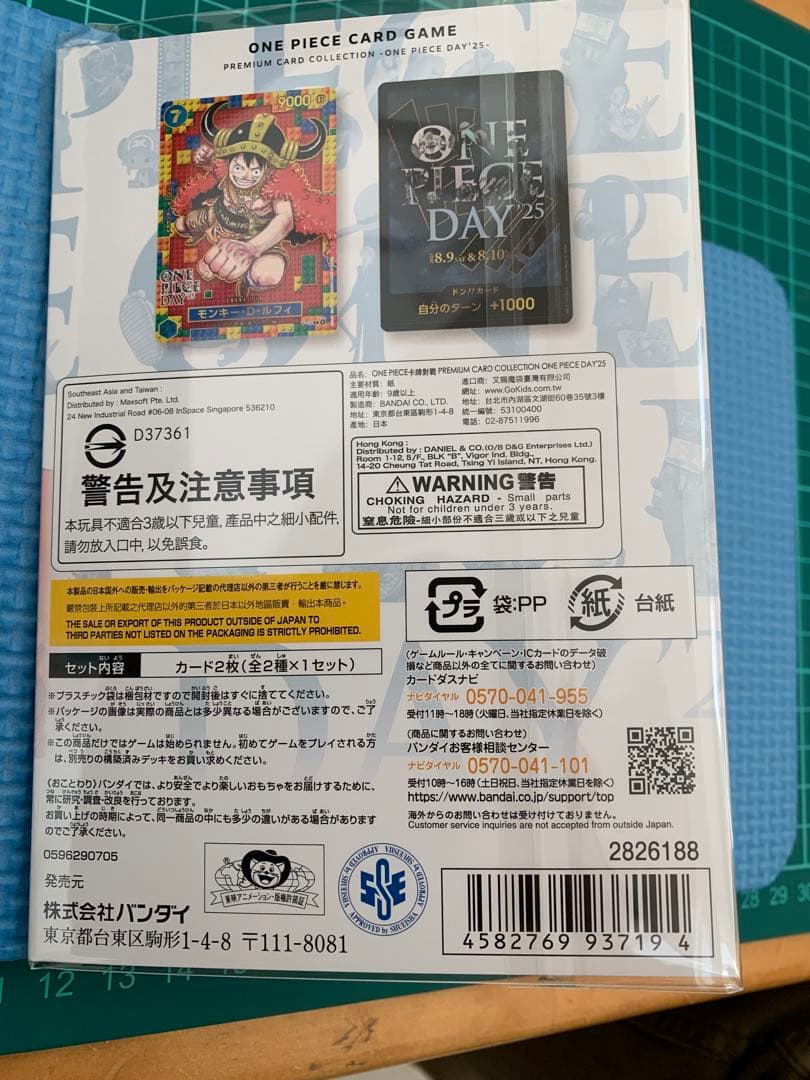 ONE PIECE CARD GAME
PREMIUM CARD COLLECTION -ONE PIECE DAY'25-
7
9000
ONE
PIECE
DAY'25
モンキー・D・ルフィ
ONE
PIECE
DAY'25
8.9 SAT & 8.10
ドン!!カード
自分のターン +1000
Southeast Asia and Taiwan :
Distributed by : Maxsoft Pte. Ltd.
24 New Industrial Road #06-08 InSpace Singapore 536210
D37361
警告及注意事項
本玩具不適合3歲以下兒童, 產品中之細小配件,
請勿放入口中, 以免誤食。
品名: ONE PIECE卡牌對戰 PREMIUM CARD COLLECTION ONE PIECE DAY'25
主要材質: 紙
適用年齡: 9歲以上
製造商: BANDAI CO., LTD.
地址: 東京都台東區駒形1-4-8
產地: 日本
進口商: 又賜魔袋臺灣有限公司
網址: www.GoKids.com.tw
地址: 台北市內湖區文湖街60巷35號3樓
統一編號: 53100400
電話: 02-87511996
Hong Kong :
Distributed by : DANIEL & CO.(O/B D&G Enterprises Ltd.)
Room 1-12, 5/F., BLK "B", Vigor Ind. Bldg.,
14-20 Cheung Tat Road, Tsing Yi Island, NT, Hong Kong.
WARNING 警告
CHOKING HAZARD - Small parts
Not for children under 3 years.
窒息危險-細小部份不適合三歲或以下之兒童
本製品の日本国外への販売・輸出をパッケージ記載の代理店以外の第三者が行うことを厳に禁じます。
嚴禁包裝上所記載之代理店以外的第三者於日本以外地區販賣・輸出本商品。
THE SALE OR EXPORT OF THIS PRODUCT OUTSIDE OF JAPAN TO
THIRD PARTIES NOT LISTED ON THE PACKAGING IS STRICTLY PROHIBITED.
プラ 袋:PP 紙 台紙
セット内容 カード2枚(全2種×1セット)
※プラスチック袋は梱包材ですので開封後はすぐに捨ててください。
※パッケージの画像は実際の商品とは多少異なる場合がございますので、ご了
承ください。
※この商品だけではゲームは始められません。初めてゲームをプレイされる方
は、別売りの構築済みデッキをお買い求めください。
《おことわり》バンダイでは、より安全でより楽しいおもちゃをお届けするために、
常に研究・調査・改良を行っております。
お買い上げの時期によって、同一商品の中にも多少の違いがある場合があります
のでご了承ください。
(ゲームルール・キャンペーン・ICカードのデータ破
損など商品以外の全てに関するお問い合わせ)
カードダスナビ
ナビダイヤル 0570-041-955
受付11時~18時(火曜日、当社指定休業日を除く)
(商品に関するお問い合わせ)
バンダイお客様相談センター
ナビダイヤル 0570-041-101
受付10時~16時(土日祝日、当社指定休業日を除く)
https://www.bandai.co.jp/support/top
海外からのお問い合わせは受け付けておりません。
Customer service inquiries are not accepted from outside Japan.
0596290705
発売元
株式会社バンダイ
東京都台東区駒形1-4-8 〒111-8081
東映アニメーション・版権許諾証
APPROVED by SHUEISHA
2826188
4 582769 937194
12 13 14
28 29 30